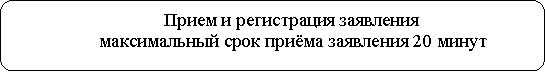 Прием и регистрация заявления
максимальный срок приёма заявления 20 минут